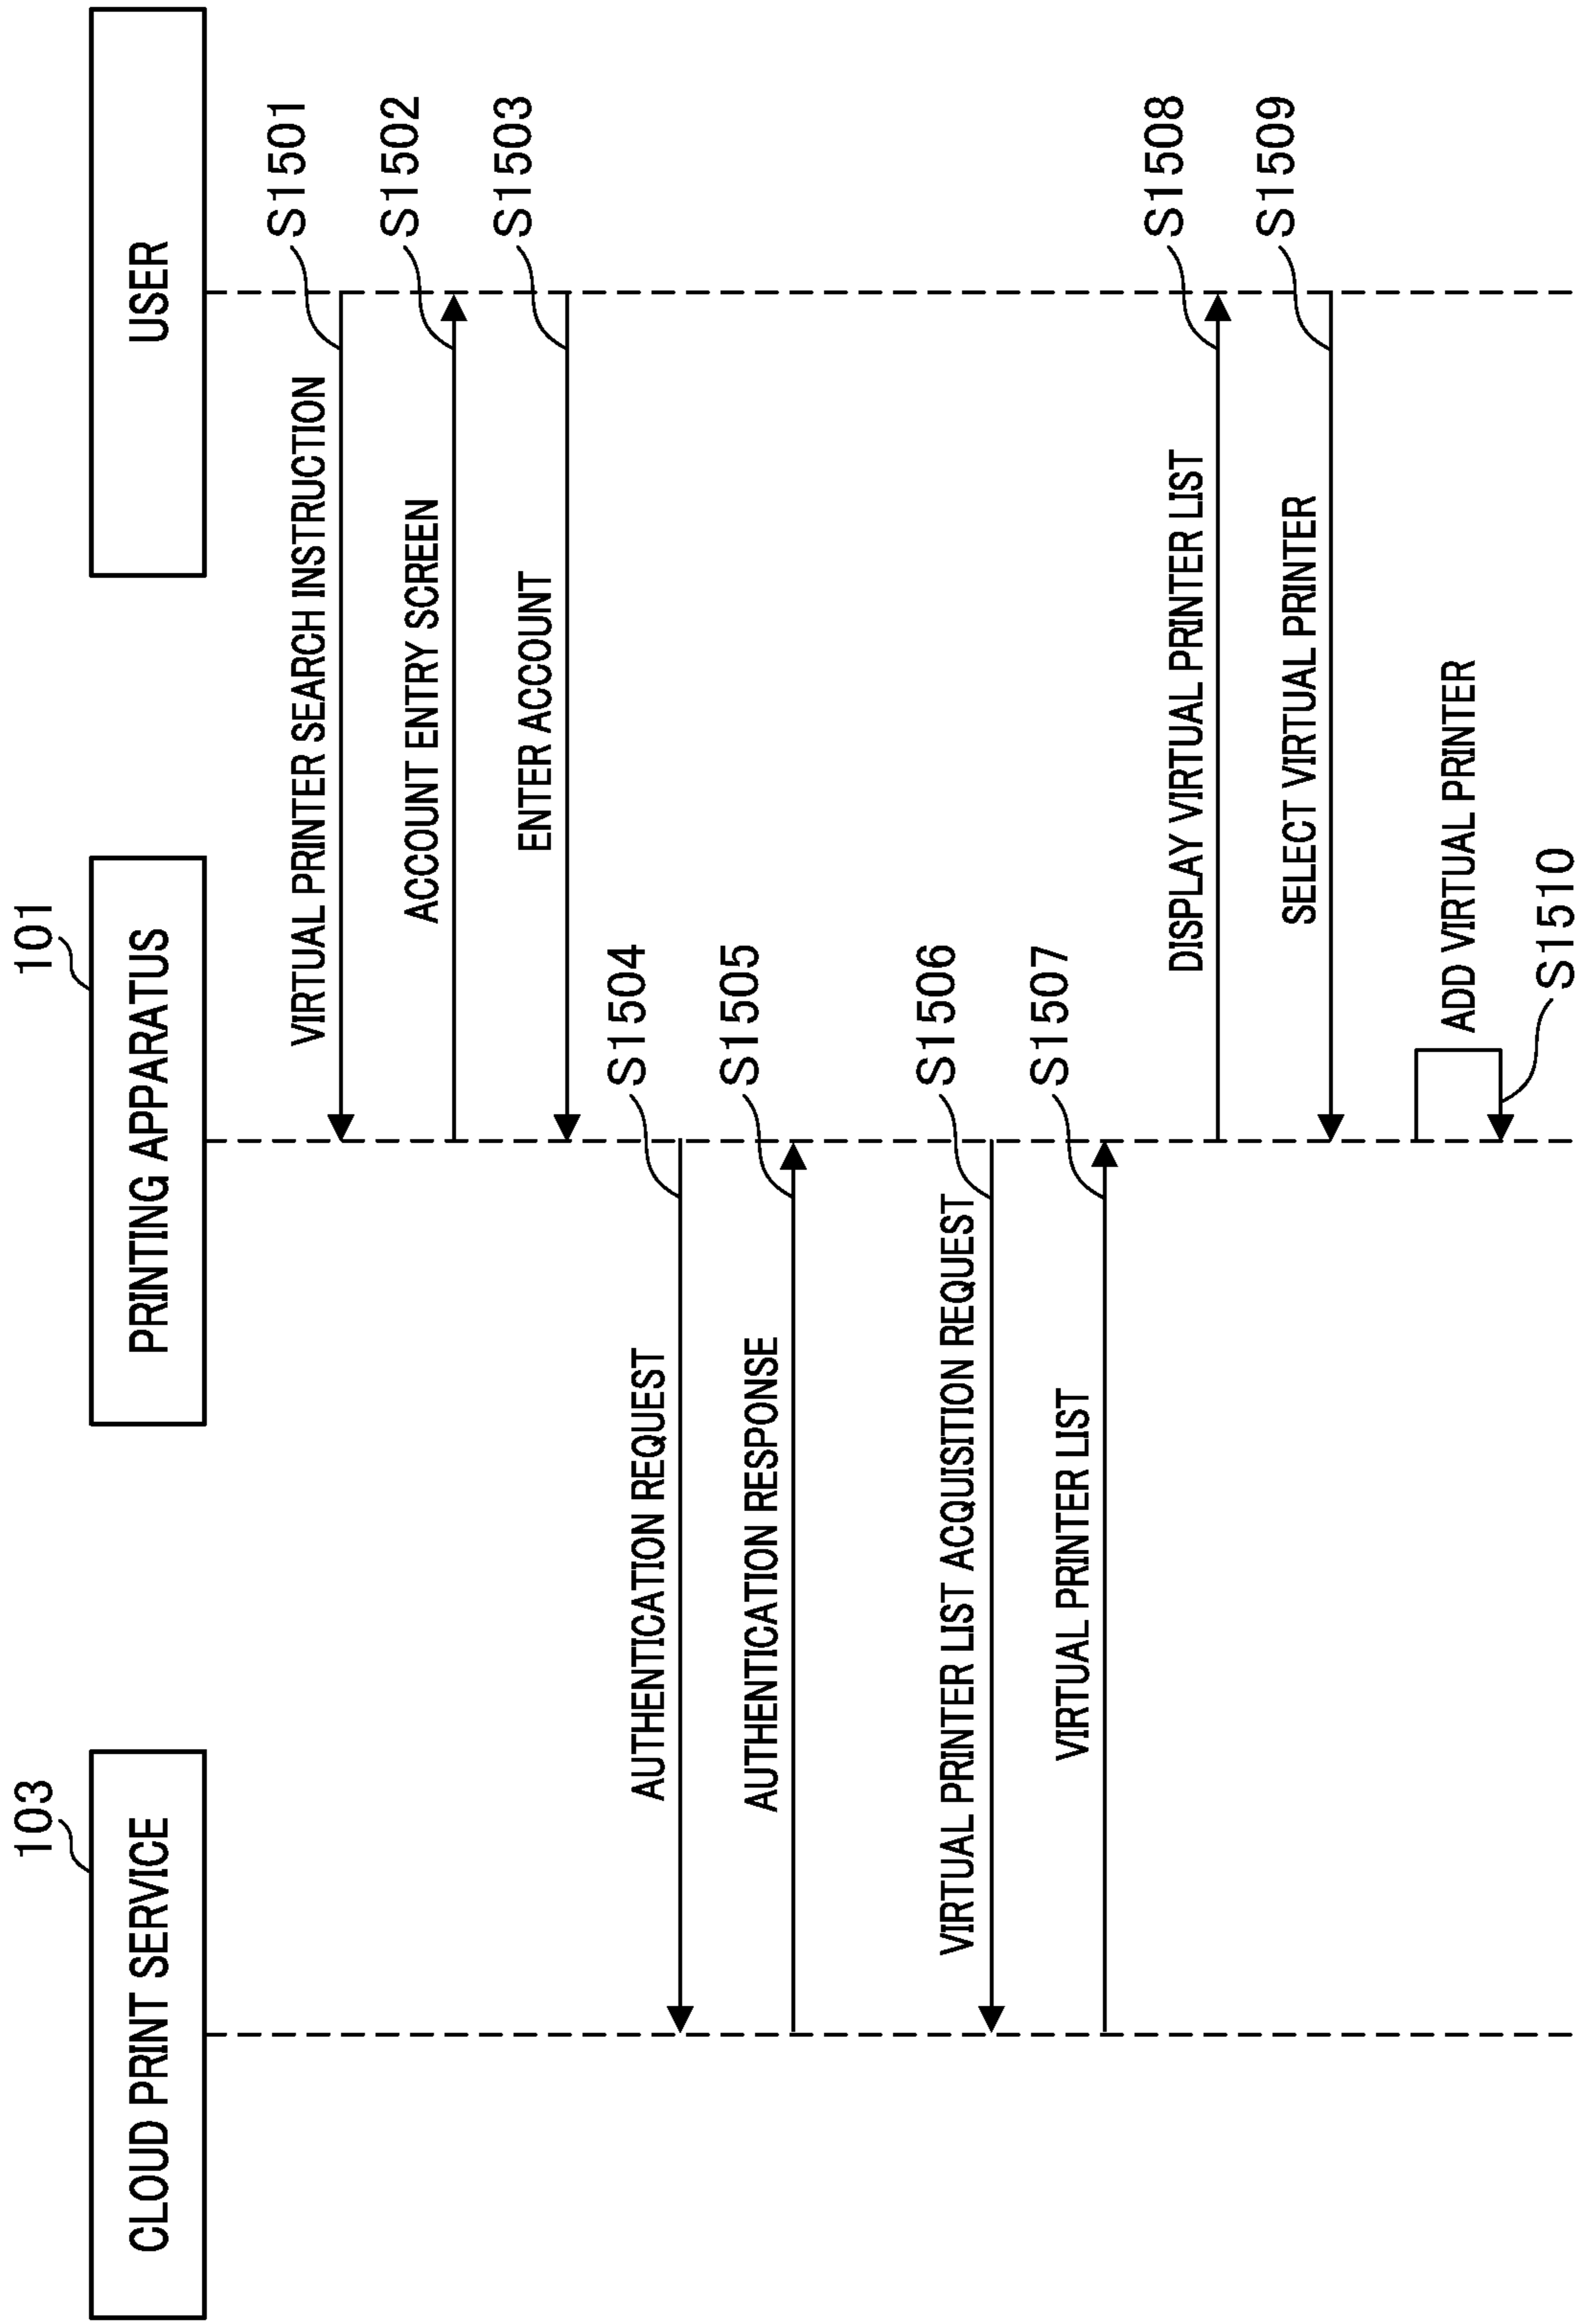 103
CLOUD PRINT SERVICE
101
PRINTING APPARATUS
USER
VIRTUAL PRINTER SEARCH INSTRUCTION
S1501
ACCOUNT ENTRY SCREEN
S1502
ENTER ACCOUNT
S1503
AUTHENTICATION REQUEST
S1504
AUTHENTICATION RESPONSE
S1505
VIRTUAL PRINTER LIST ACQUISITION REQUEST
S1506
VIRTUAL PRINTER LIST
S1507
DISPLAY VIRTUAL PRINTER LIST
S1508
SELECT VIRTUAL PRINTER
S1509
ADD VIRTUAL PRINTER
S1510